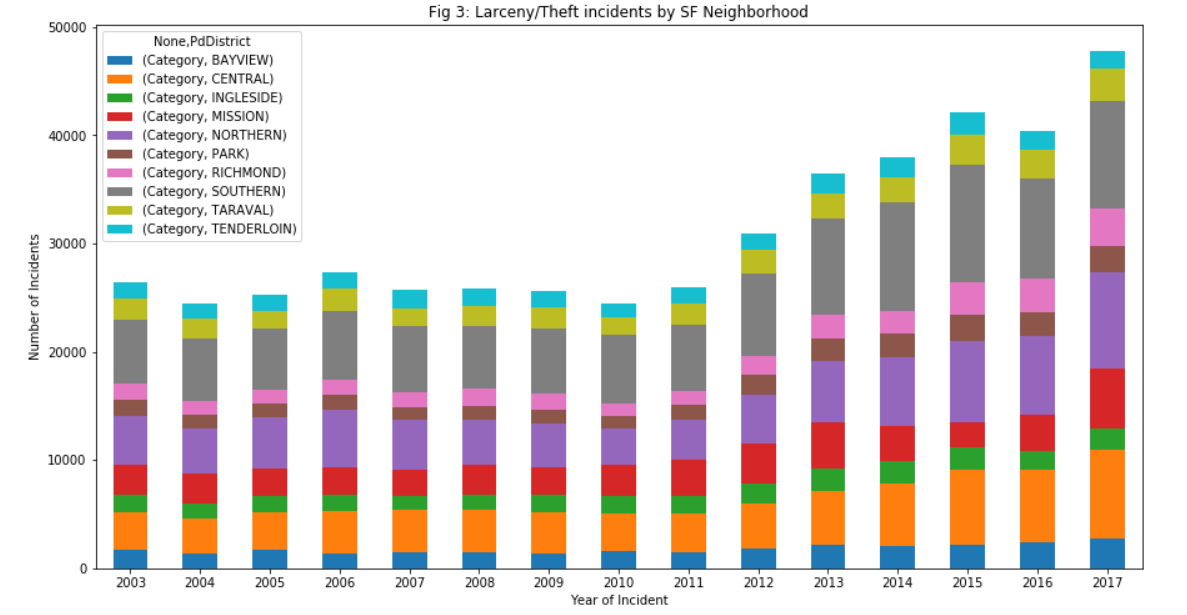 Fig 3: Larceny/Theft incidents by SF Neighborhood
50000
40000
30000
20000
10000
0
Number of Incidents
None,PdDistrict
(Category, BAYVIEW)
(Category, CENTRAL)
(Category, INGLESIDE)
(Category, MISSION)
(Category, NORTHERN)
(Category, PARK)
(Category, RICHMOND)
(Category, SOUTHERN)
(Category, TARAVAL)
(Category, TENDERLOIN)
2003 2004 2005 2006 2007 2008 2009 2010 2011 2012 2013 2014 2015 2016 2017
Year of Incident